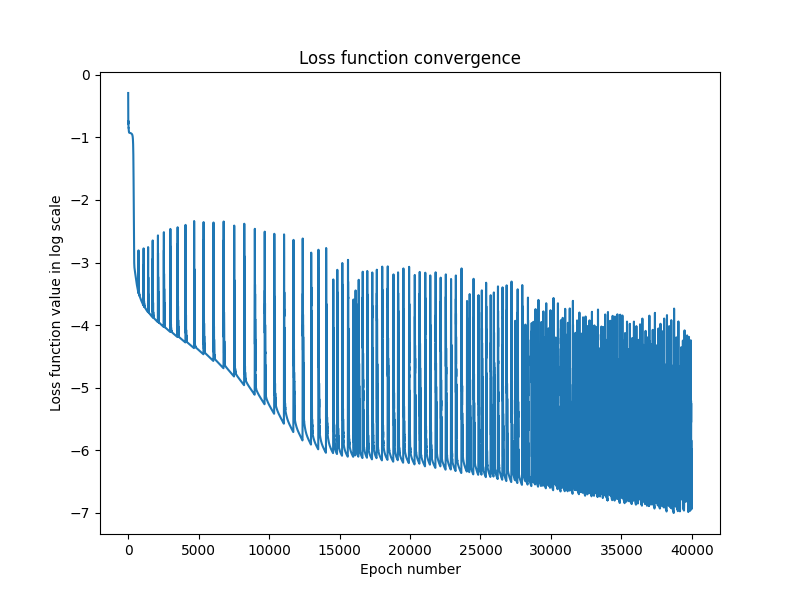 Loss function convergence
0
−1
−2
−3
−4
−5
−6
−7
Loss function value in log scale
0 5000 10000 15000 20000 25000 30000 35000 40000
Epoch number